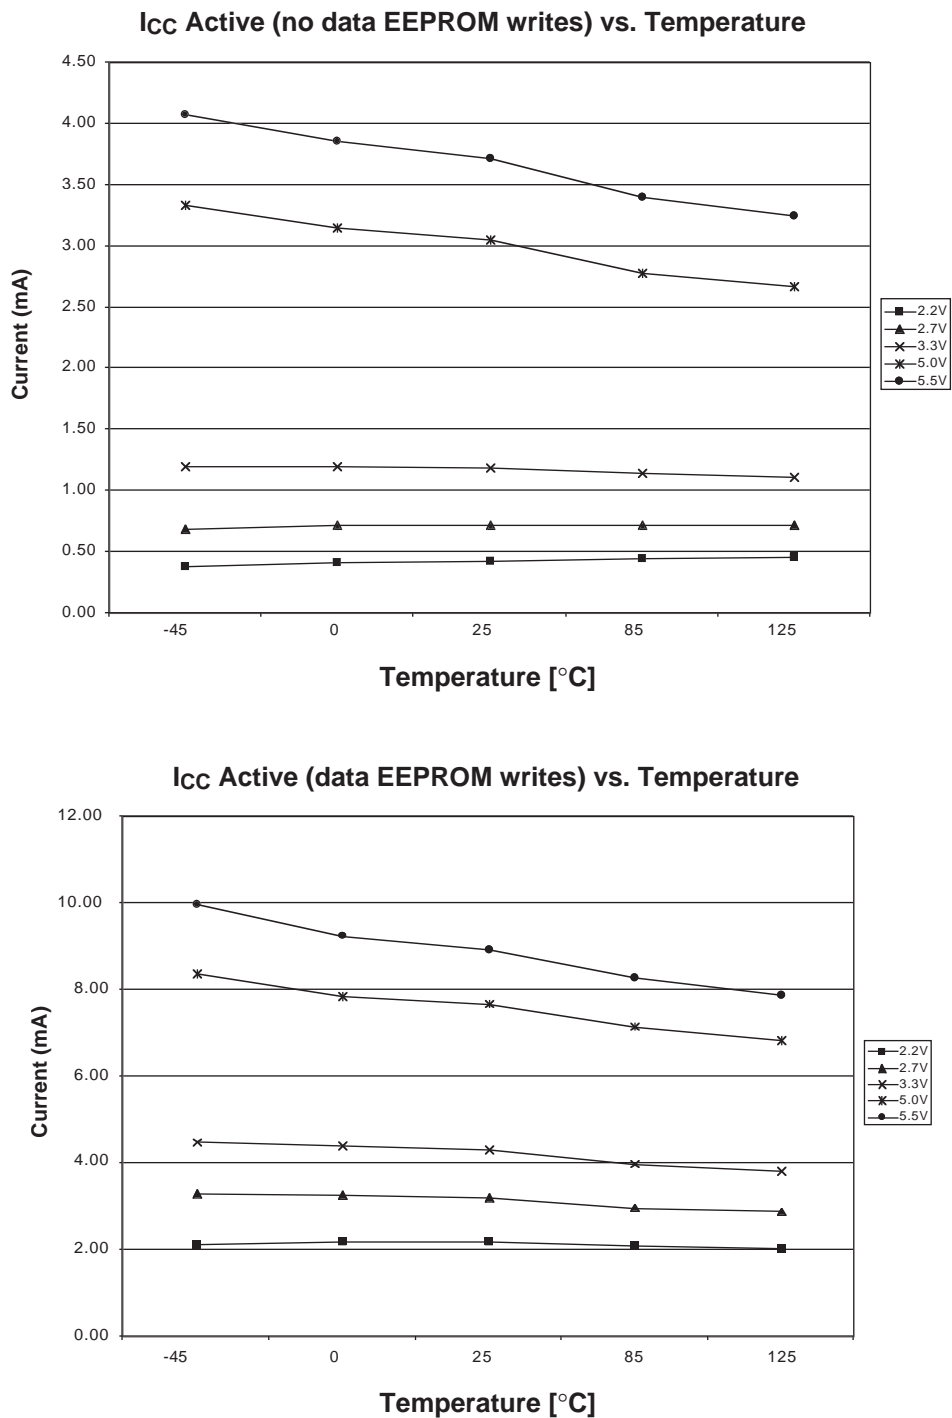 ICC Active (no data EEPROM writes) vs. Temperature
4.50
4.00
3.50
3.00
2.50
2.00
1.50
1.00
0.50
0.00
Current (mA)
-45 0 25 85 125
Temperature [°C]
2.2V
2.7V
3.3V
5.0V
5.5V
ICC Active (data EEPROM writes) vs. Temperature
12.00
10.00
8.00
6.00
4.00
2.00
0.00
Current (mA)
-45 0 25 85 125
Temperature [°C]
2.2V
2.7V
3.3V
5.0V
5.5V